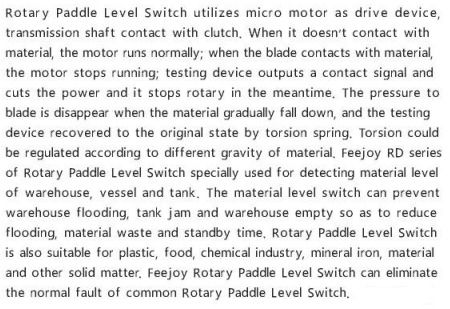 Rotary Paddle Level Switch utilizes micro motor as drive device,
transmission shaft contact with clutch. When it doesn't contact with
material, the motor runs normally; when the blade contacts with material,
the motor stops running; testing device outputs a contact signal and
cuts the power and it stops rotary in the meantime. The pressure to
blade is disappear when the material gradually fall down, and the testing
device recovered to the original state by torsion spring. Torsion could
be regulated according to different gravity of material. Feejoy RD series
of Rotary Paddle Level Switch specially used for detecting material level
of warehouse, vessel and tank. The material level switch can prevent
warehouse flooding, tank jam and warehouse empty so as to reduce
flooding, material waste and standby time. Rotary Paddle Level Switch
is also suitable for plastic, food, chemical industry, mineral iron, material
and other solid matter. Feejoy Rotary Paddle Level Switch can eliminate
the normal fault of common Rotary Paddle Level Switch.